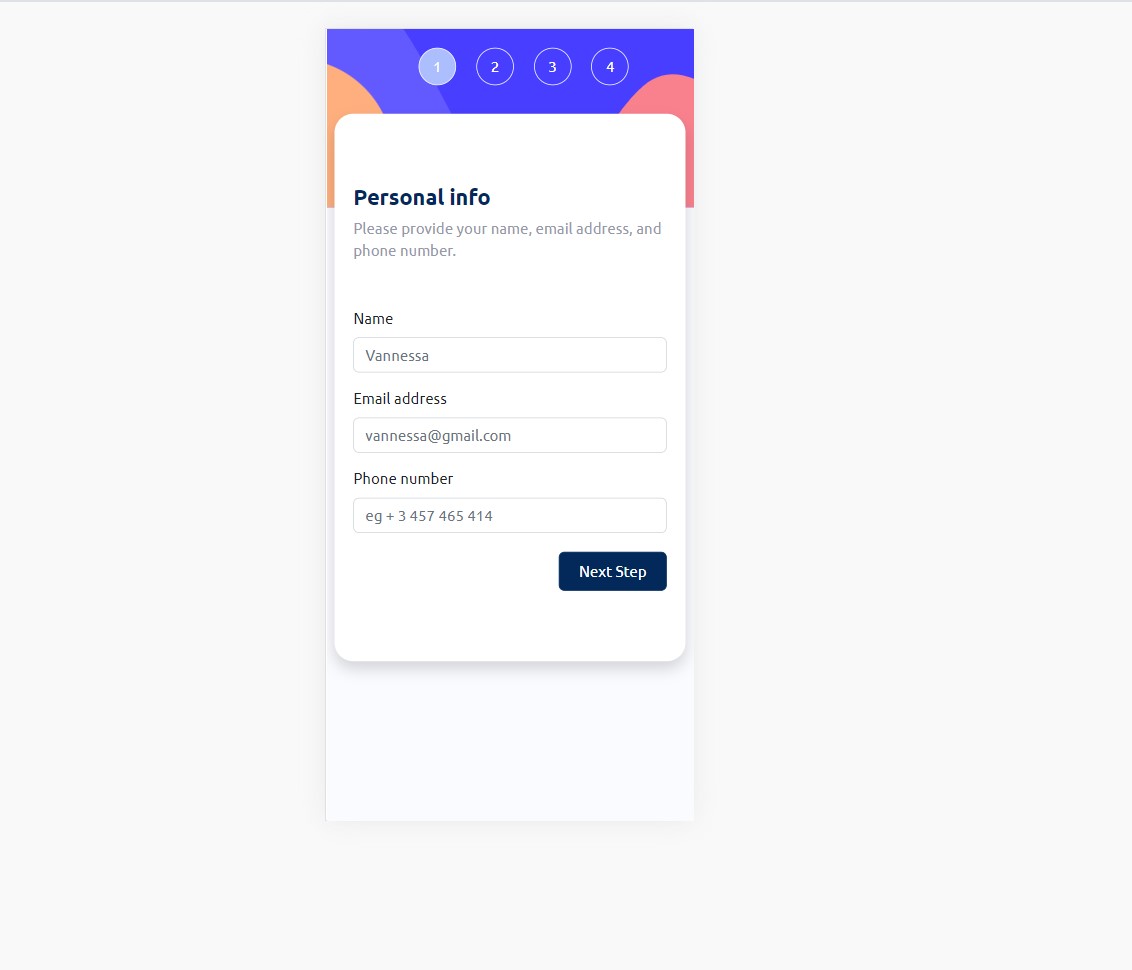 1 2 3 4
Personal info
Please provide your name, email address, and
phone number.
Name
Vannessa
Email address
vannessa@gmail.com
Phone number
eg + 3 457 465 414
Next Step